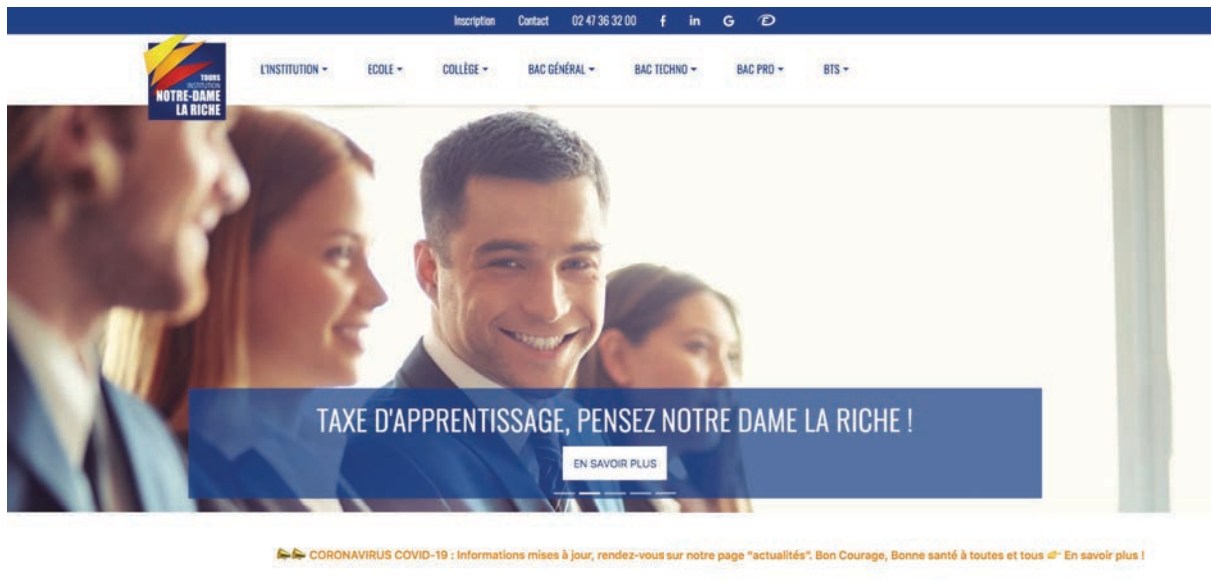 Inscription Contact 02 47 36 32 00 f in G
TOURS
INSTITUTION
NOTRE-DAME
LA RICHE
L'INSTITUTION ECOLE COLLÈGE BAC GÉNÉRAL BAC TECHNO BAC PRO BTS
TAXE D'APPRENTISSAGE, PENSEZ NOTRE DAME LA RICHE !
EN SAVOIR PLUS
CORONAVIRUS COVID-19 : Informations mises à jour, rendez-vous sur notre page "actualités". Bon Courage, Bonne santé à toutes et tous 👉 En savoir plus !